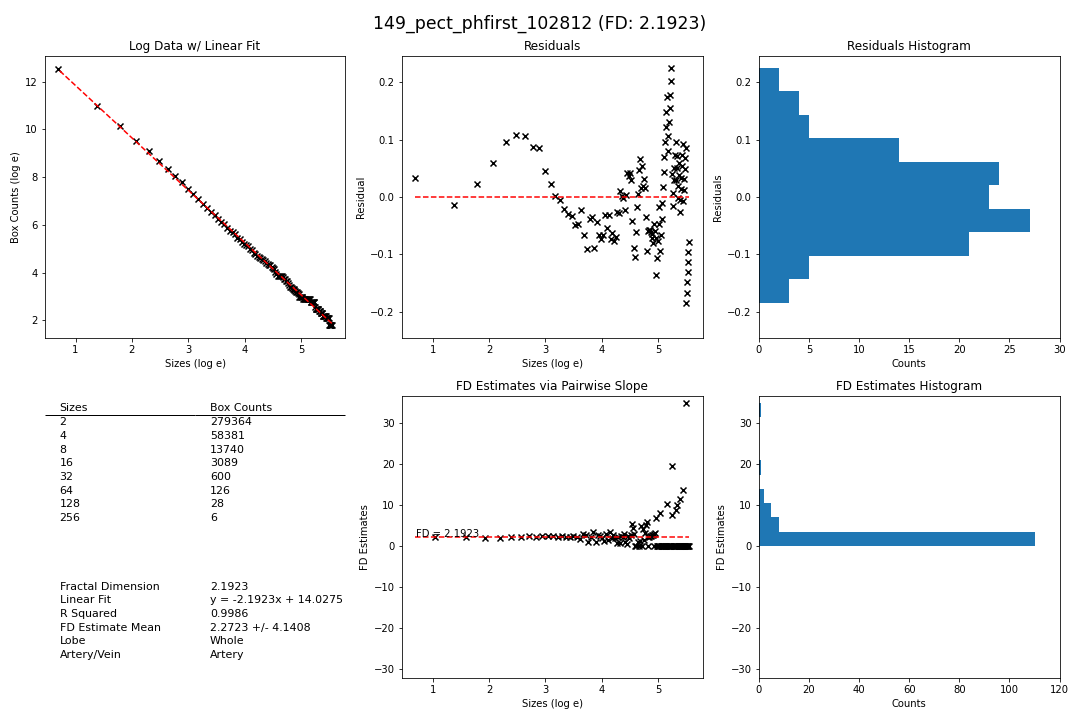 149_pect_phfirst_102812 (FD: 2.1923)
Log Data w/ Linear Fit
Box Counts (log e)
12
10
8
6
4
2
1 2 3 4 5
Sizes (log e)
Residuals
Residual
0.2
0.1
0.0
−0.1
−0.2
1 2 3 4 5
Residuals Histogram
Residuals
0.2
0.1
0.0
−0.1
−0.2
0 5 10 15 20 25 30
Counts
Sizes (log e)
Sizes Box Counts
2 279364
4 58381
8 13740
16 3089
32 600
64 126
128 28
256 6
Fractal Dimension 2.1923
Linear Fit y = -2.1923x + 14.0275
R Squared 0.9986
FD Estimate Mean 2.2723 +/- 4.1408
Lobe Whole
Artery/Vein Artery
FD Estimates via Pairwise Slope
FD Estimates
30
20
10
0
−10
−20
−30
FD = 2.1923
1 2 3 4 5
Sizes (log e)
FD Estimates Histogram
FD Estimates
30
20
10
0
−10
−20
−30
0 20 40 60 80 100 120
Counts